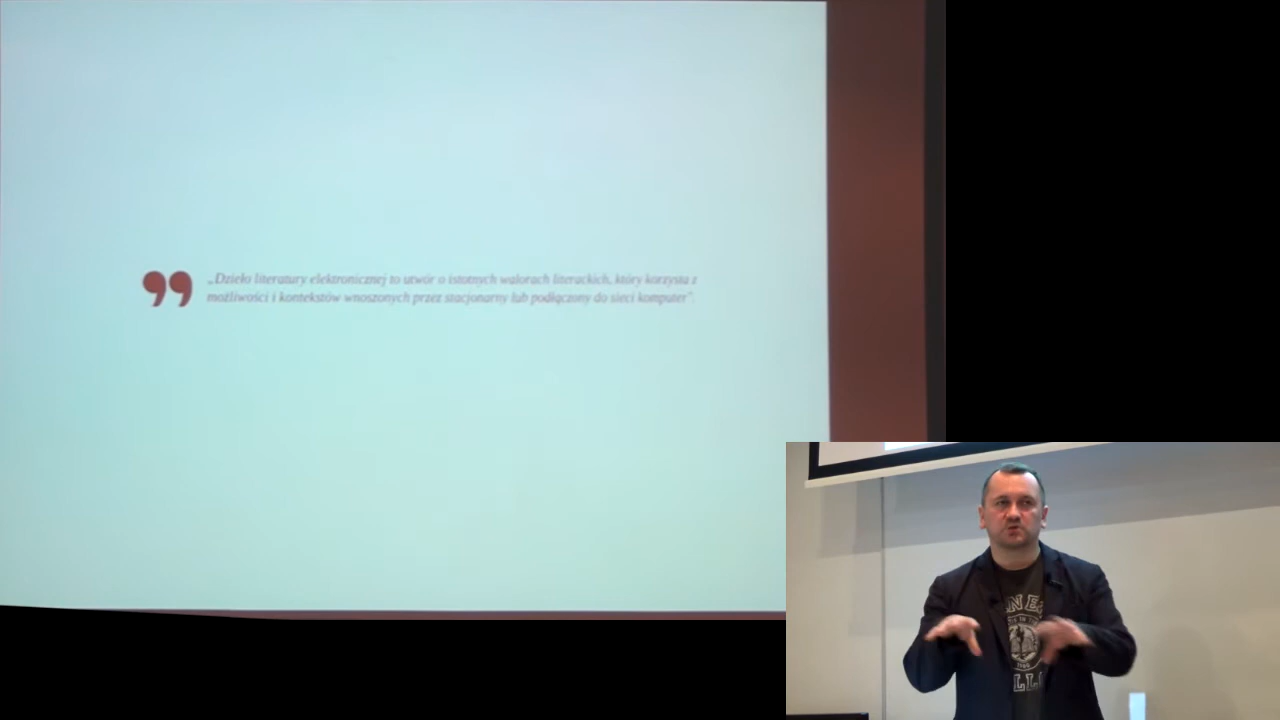 „Dzieło literatury elektronicznej to utwór o istotnych walorach literackich, który korzysta z
możliwości i kontekstów wnoszonych przez stacjonarny lub podłączony do sieci komputer”.